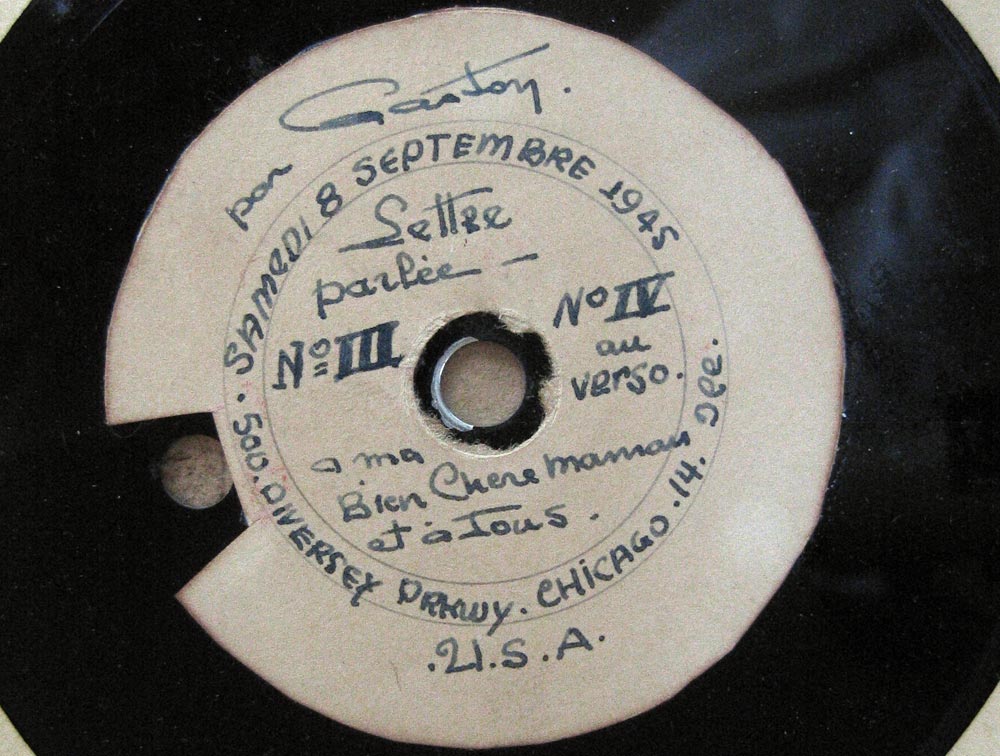 par Gaston.
SAMEDI 8 SEPTEMBRE 1945
Lettre
parlée -
No III
No IV
au
verso.
a ma
Bien Chere Maman
et à Tous.
500. DIVERSEY PRKWY. CHICAGO. 14. Ile.
.U.S.A.